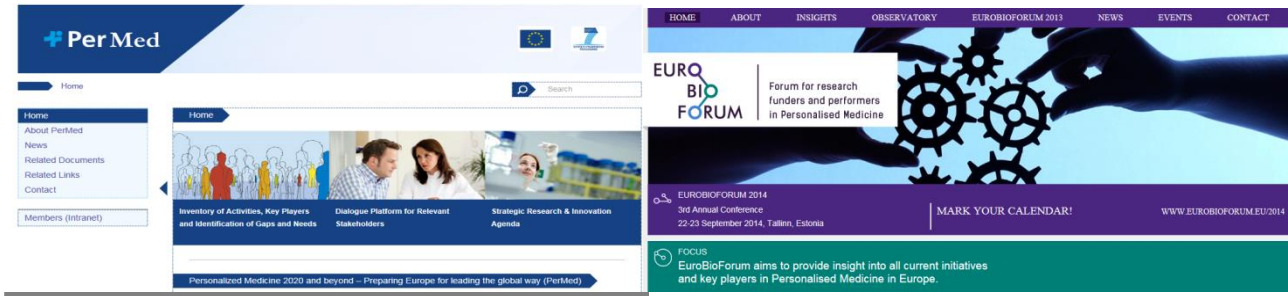 Per Med
Home
Search
Home
About PerMed
News
Related Documents
Related Links
Contact
Members (Intranet)
Home
Inventory of Activities, Key Players
and Identification of Gaps and Needs
Dialogue Platform for Relevant
Stakeholders
Strategic Research & Innovation
Agenda
Personalized Medicine 2020 and beyond – Preparing Europe for leading the global way (PerMed)
HOME ABOUT INSIGHTS OBSERVATORY EUROBIOFORUM 2013 NEWS EVENTS CONTACT
EURO
BIO
FORUM
Forum for research
funders and performers
in Personalised Medicine
EUROBIOFORUM 2014
3rd Annual Conference
22-23 September 2014, Tallinn, Estonia
MARK YOUR CALENDAR!
WWW.EUROBIOFORUM.EU/2014
FOCUS
EuroBioForum aims to provide insight into all current initiatives
and key players in Personalised Medicine in Europe.